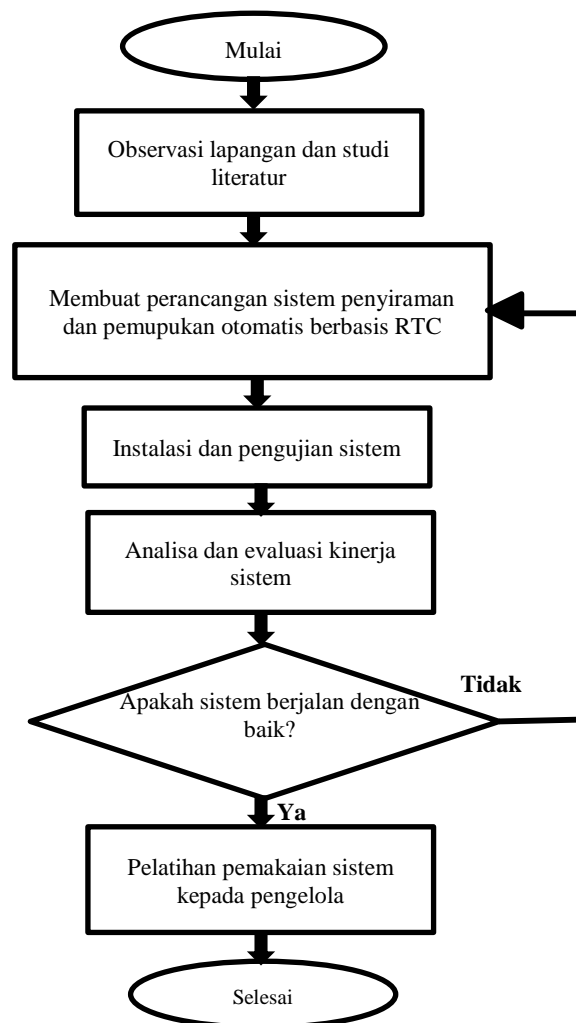 Mulai
Observasi lapangan dan studi
literatur
Membuat perancangan sistem penyiraman
dan pemupukan otomatis berbasis RTC
Instalasi dan pengujian sistem
Analisa dan evaluasi kinerja
sistem
Apakah sistem berjalan dengan
baik?
Tidak
Ya
Pelatihan pemakaian sistem
kepada pengelola
Selesai